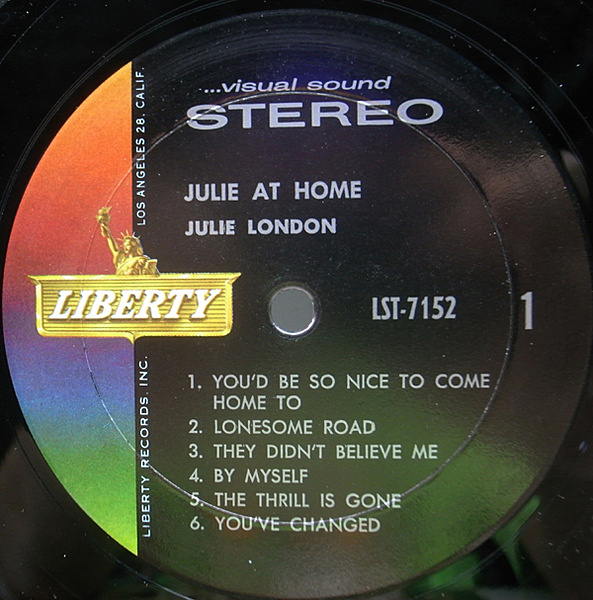 ...visual sound
STEREO
JULIE AT HOME
JULIE LONDON
LOS ANGELES 28, CALIF.
LIBERTY
LST-7152
1
LIBERTY RECORDS, INC.
1. YOU'D BE SO NICE TO COME
HOME TO
2. LONESOME ROAD
3. THEY DIDN'T BELIEVE ME
4. BY MYSELF
5. THE THRILL IS GONE
6. YOU'VE CHANGED